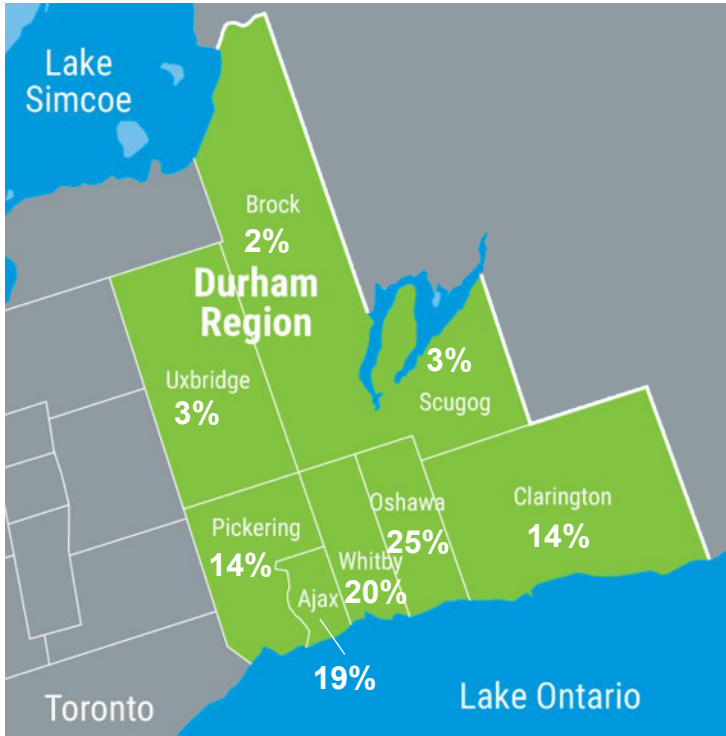 Lake
Simcoe
Brock
2%
Durham
Region
3%
Scugog
Uxbridge
3%
Oshawa
25%
Clarington
14%
Pickering
14%
Whitby
20%
Ajax
19%
Toronto
Lake Ontario